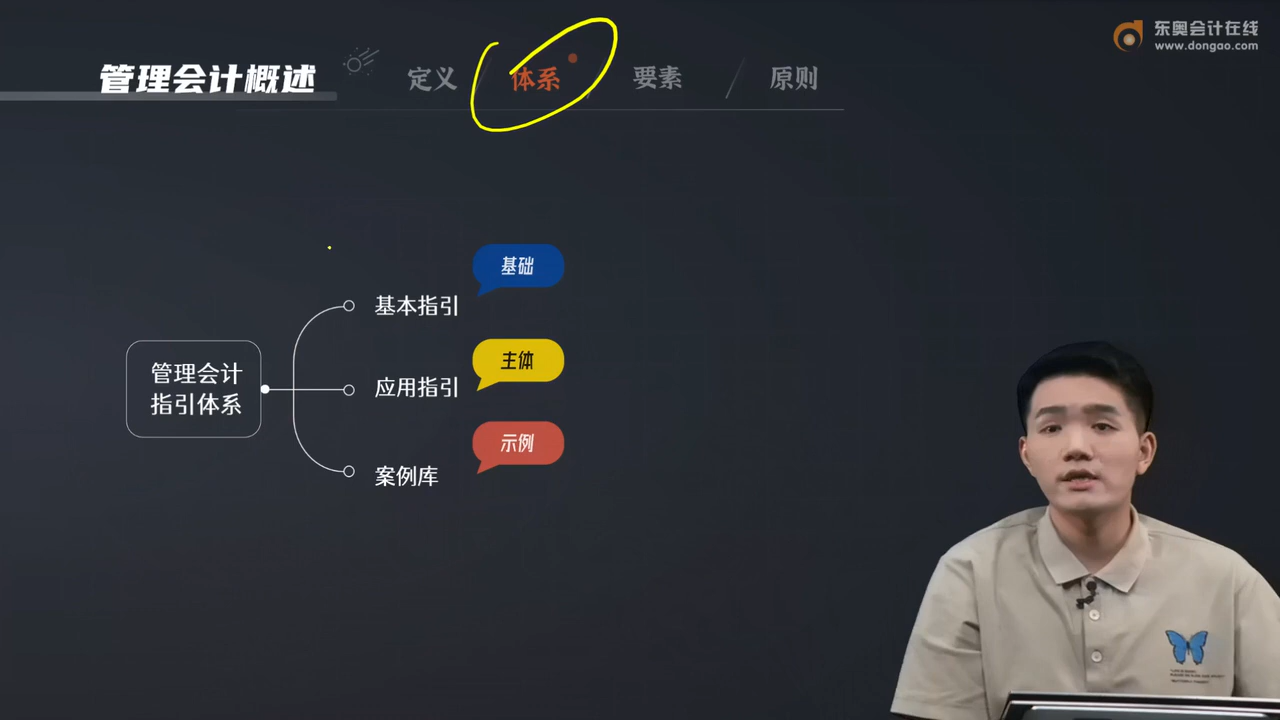 东奥会计在线
www.dongao.com
管理会计概述
定义 / 体系 / 要素 / 原则
基础
基本指引
主体
管理会计
指引体系
应用指引
示例
案例库